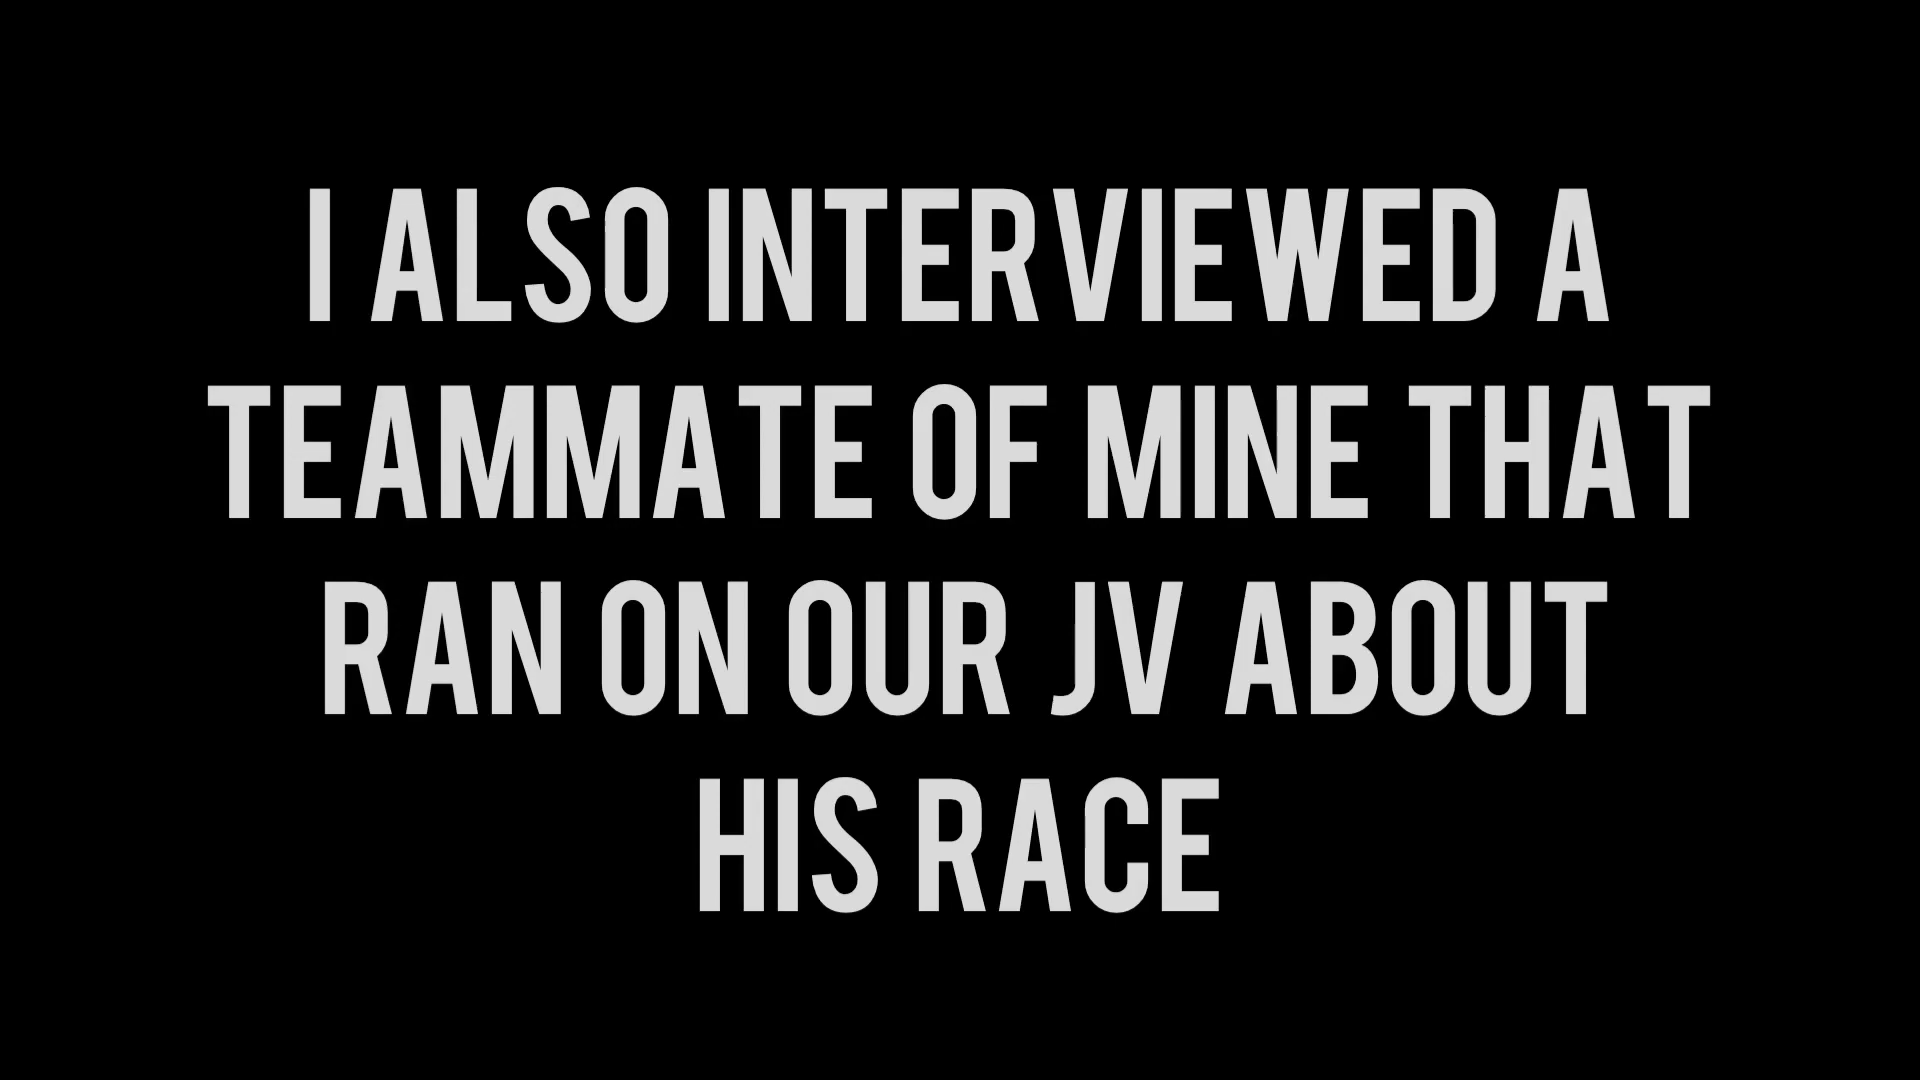 I ALSO INTERVIEWED A
TEAMMATE OF MINE THAT
RAN ON OUR JV ABOUT
HIS RACE